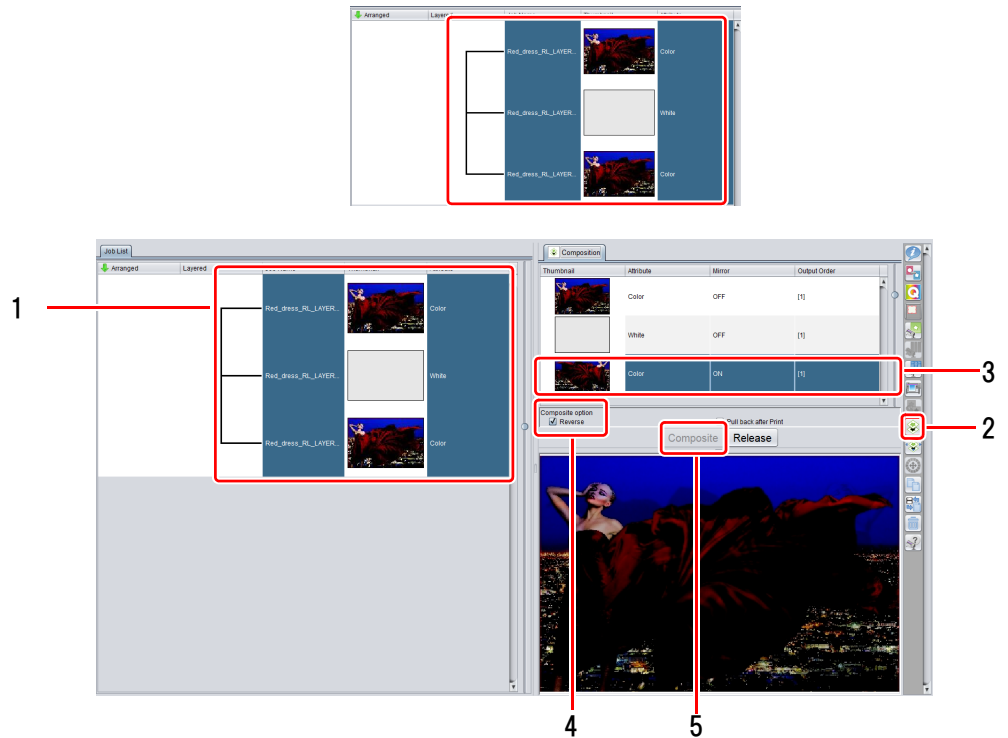 Arranged
Red_dress_RL_LAYER... Color
Red_dress_RL_LAYER... White
Red_dress_RL_LAYER... Color
Job List
Arranged Layered
Red_dress_RL_LAYER... Color
Red_dress_RL_LAYER... White
Red_dress_RL_LAYER... Color
1
Composition
Thumbnail Attribute Mirror Output Order
Color OFF [1]
White OFF [1]
Color ON [1]
3
Composite option
Reverse
Pull back after Print
2
Composite Release
4 5